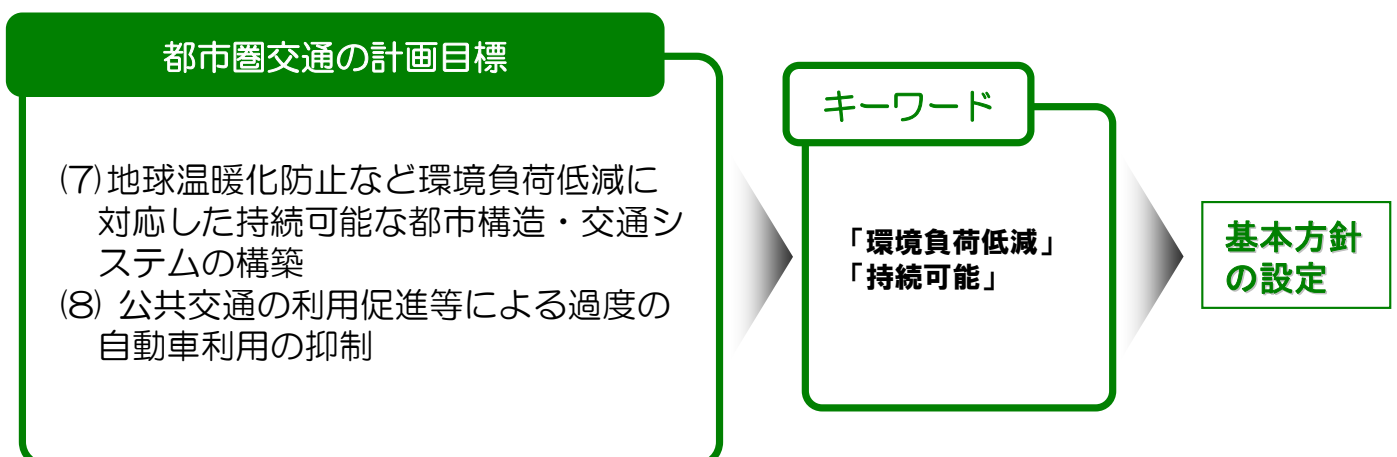 都市圏交通の計画目標
⑺地球温暖化防止など環境負荷低減に
対応した持続可能な都市構造・交通シ
ステムの構築
⑻ 公共交通の利用促進等による過度の
自動車利用の抑制
キーワード
「環境負荷低減」
「持続可能」
基本方針
の設定